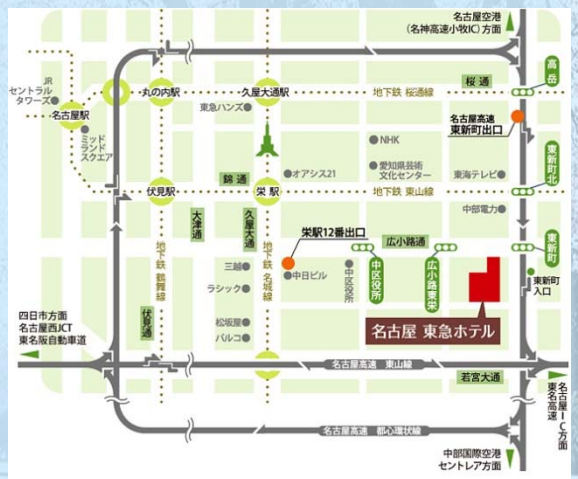 名古屋空港
(名神高速小牧IC)方面
高岳
JR
セントラル
タワーズ
丸の内駅
久屋大通駅
桜通
地下鉄 桜通線
東急ハンズ
名古屋駅
名古屋高速
東新町出口
ミッド
ランド
スクエア
NHK
愛知県芸術
文化センター
東海テレビ
東新町北
オアシス21
錦通
伏見駅
栄駅
地下鉄 東山線
中部電力
大津通
久屋大通
栄駅12番出口
広小路通
東新町
地下鉄 鶴舞線
地下鉄 名城線
三越
中日ビル
中区役所
中区役所
広小路東栄
東新町
入口
ラシック
伏見通
名古屋 東急ホテル
四日市方面
名古屋西JCT
東名阪自動車道
松坂屋
パルコ
名古屋高速 東山線
若宮大通
名古屋IC方面
東名高速
名古屋高速 都心環状線
中部国際空港
セントレア方面